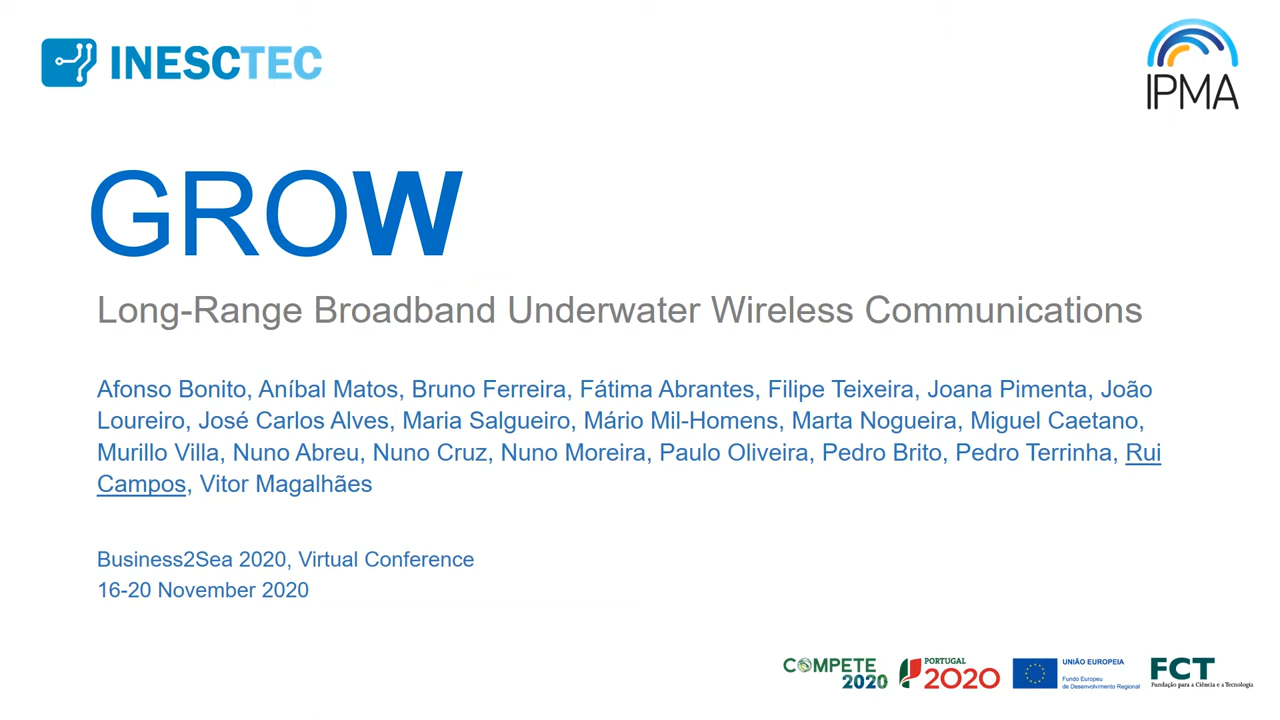 INESCTEC
IPMA
GROW
Long-Range Broadband Underwater Wireless Communications
Afonso Bonito, Aníbal Matos, Bruno Ferreira, Fátima Abrantes, Filipe Teixeira, Joana Pimenta, João
Loureiro, José Carlos Alves, Maria Salgueiro, Mário Mil-Homens, Marta Nogueira, Miguel Caetano,
Murillo Villa, Nuno Abreu, Nuno Cruz, Nuno Moreira, Paulo Oliveira, Pedro Brito, Pedro Terrinha, Rui
Campos, Vitor Magalhães
Business2Sea 2020, Virtual Conference
16-20 November 2020
COMPETE
2020
PORTUGAL
2020
UNIÃO EUROPEIA
Fundo Europeu
de Desenvolvimento Regional
FCT
Fundação para a Ciência e a Tecnologia